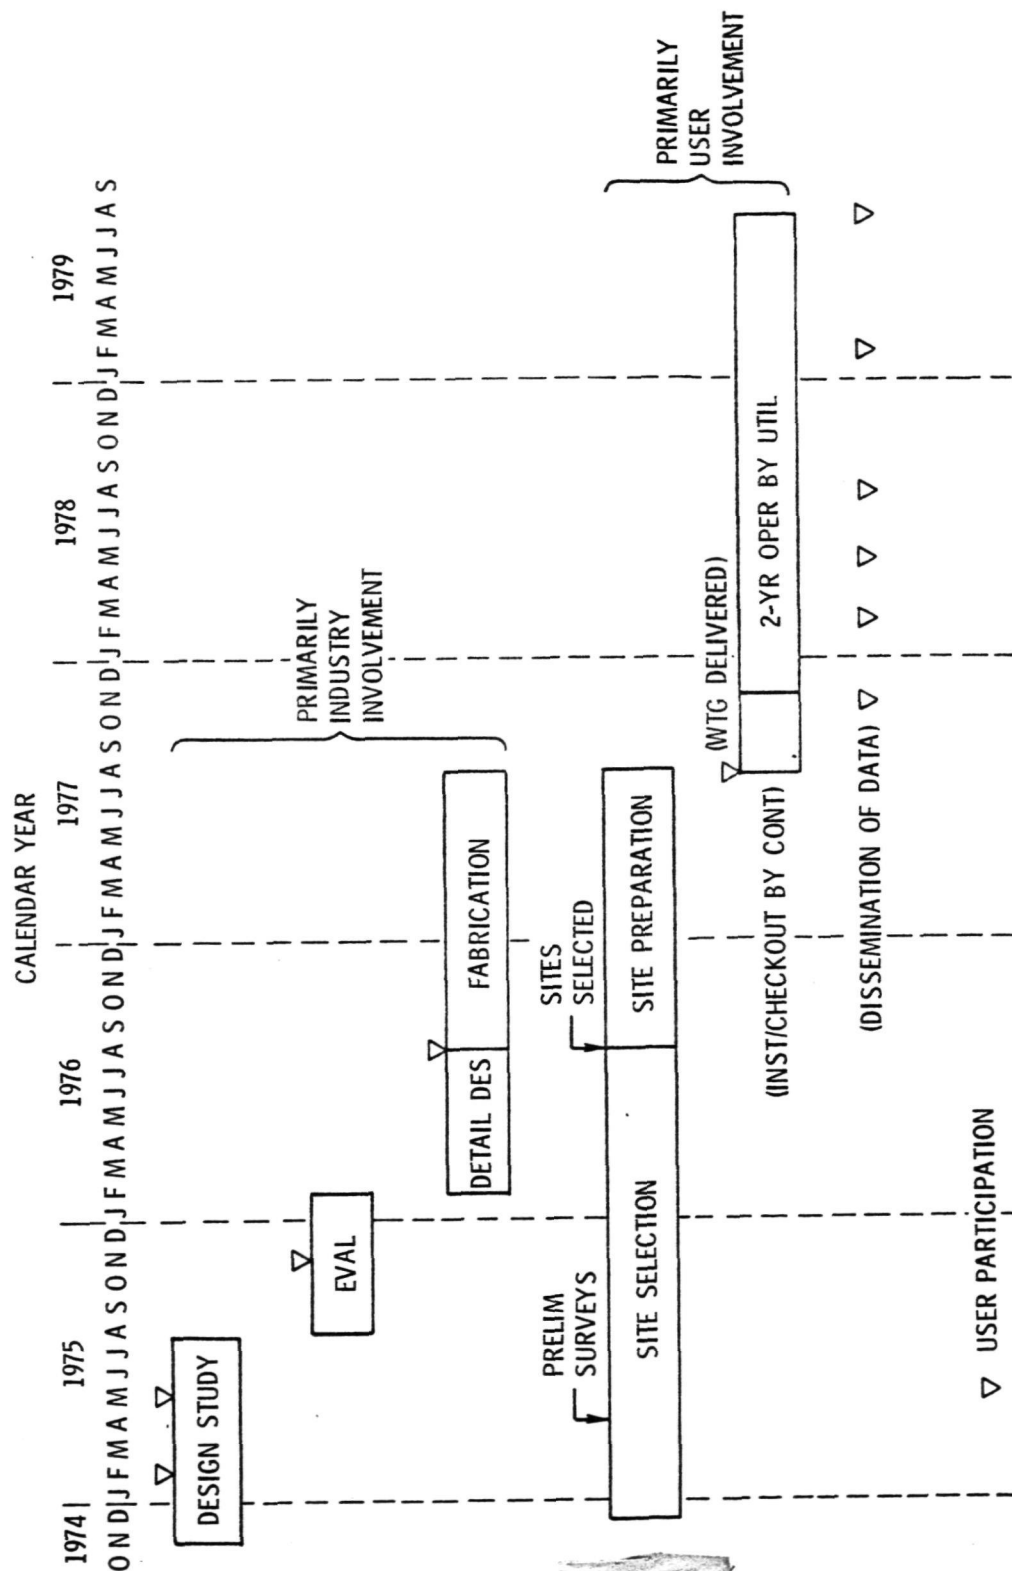 CALENDAR YEAR
1974 1975 1976 1977 1978 1979
O N D J F M A M J J A S O N D J F M A M J J A S O N D J F M A M J J A S O N D J F M A M J J A S O N D J F M A M J J A S
DESIGN STUDY
EVAL
PRIMARILY
INDUSTRY
INVOLVEMENT
DETAIL DES
FABRICATION
PRELIM
SURVEYS
SITES
SELECTED
SITE SELECTION
SITE PREPARATION
PRIMARILY
USER
INVOLVEMENT
(WTG DELIVERED)
2-YR OPER BY UTIL
(INST/CHECKOUT BY CONT)
(DISSEMINATION OF DATA)
USER PARTICIPATION